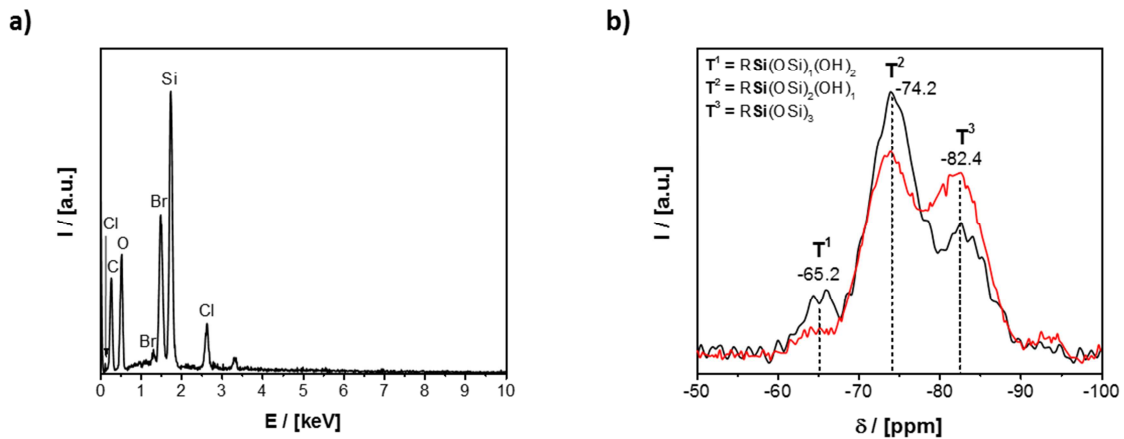 a)
I / [a.u.]
Cl
C
O
Br
Br
Si
Cl
0 1 2 3 4 5 6 7 8 9 10
E / [keV]
b)
I / [a.u.]
T¹ = RSi(OSi)₁(OH)₂
T² = RSi(OSi)₂(OH)₁
T³ = RSi(OSi)₃
T²
-74.2
T³
-82.4
T¹
-65.2
-50 -60 -70 -80 -90 -100
δ / [ppm]